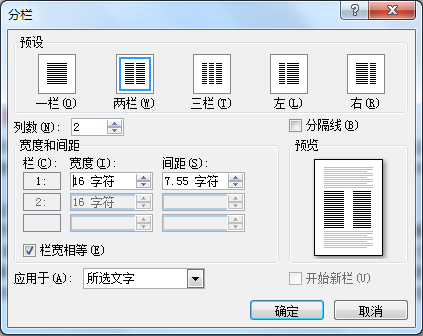 分栏
预设
一栏(O) 两栏(W) 三栏(T) 左(L) 右(R)
列数(N): 2 分隔线(B)
宽度和间距 预览
栏(C): 宽度(I): 间距(S):
1: 16 字符 7.55 字符
2: 16 字符
栏宽相等(E)
应用于(A): 所选文字 开始新栏(U)
确定 取消